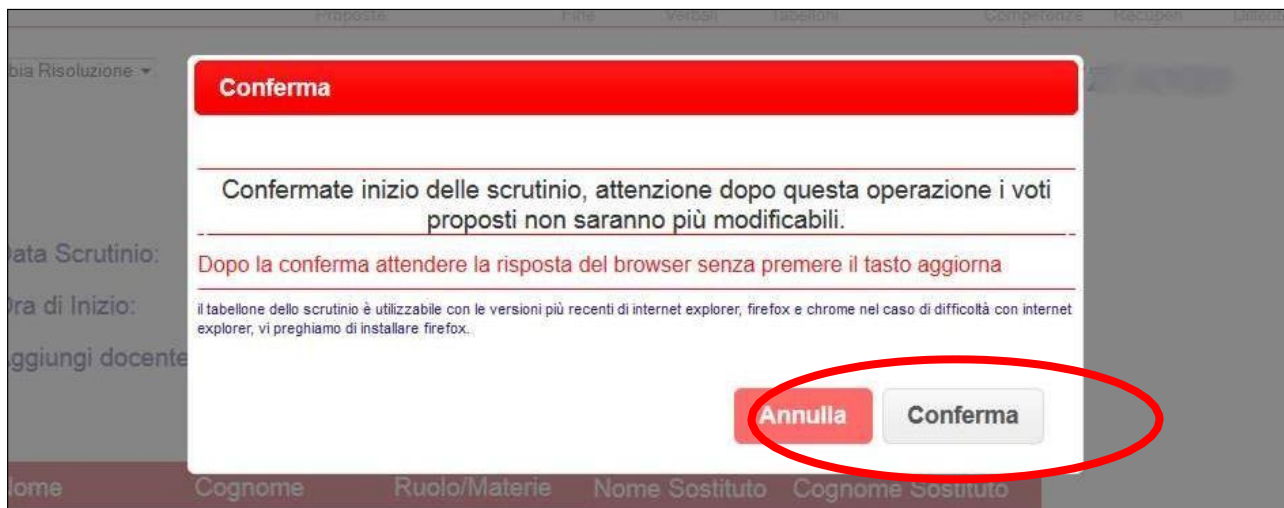 Proposte Fine Verbali Tabelloni Competenze Recuperi
bia Risoluzione
Conferma
Confermate inizio delle scrutinio, attenzione dopo questa operazione i voti
proposti non saranno più modificabili.
Data Scrutinio:
Dopo la conferma attendere la risposta del browser senza premere il tasto aggiorna
Ora di Inizio:
il tabellone dello scrutinio è utilizzabile con le versioni più recenti di internet explorer, firefox e chrome nel caso di difficoltà con internet
explorer, vi preghiamo di installare firefox.
Aggiungi docente
Annulla Conferma
Nome Cognome Ruolo/Materie Nome Sostituto Cognome Sostituto